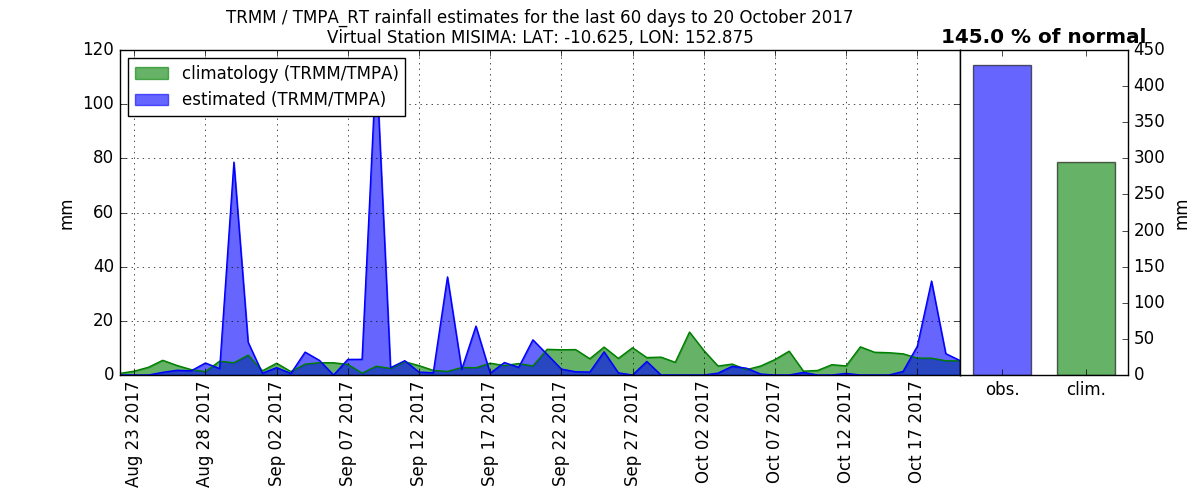 TRMM / TMPA_RT rainfall estimates for the last 60 days to 20 October 2017
Virtual Station MISIMA: LAT: -10.625, LON: 152.875
145.0 % of normal
climatology (TRMM/TMPA)
estimated (TRMM/TMPA)
mm
120
100
80
60
40
20
0
Aug 23 2017
Aug 28 2017
Sep 02 2017
Sep 07 2017
Sep 12 2017
Sep 17 2017
Sep 22 2017
Sep 27 2017
Oct 02 2017
Oct 07 2017
Oct 12 2017
Oct 17 2017
450
400
350
300
250
200
150
100
50
0
mm
obs.
clim.